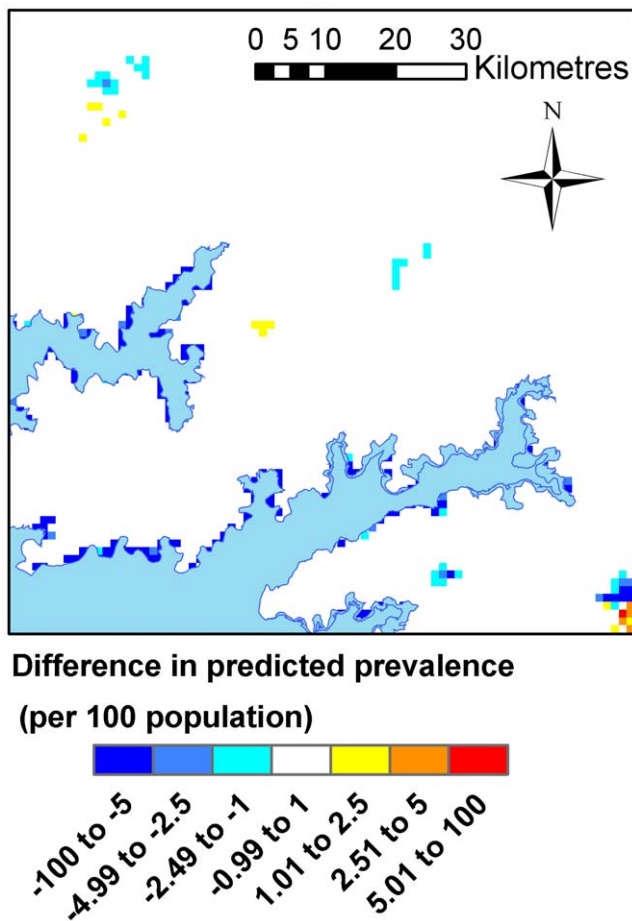 0 5 10 20 30
Kilometres
N
Difference in predicted prevalence
(per 100 population)
-100 to -5
-4.99 to -2.5
-2.49 to -1
-0.99 to 1
1.01 to 2.5
2.51 to 5
5.01 to 100